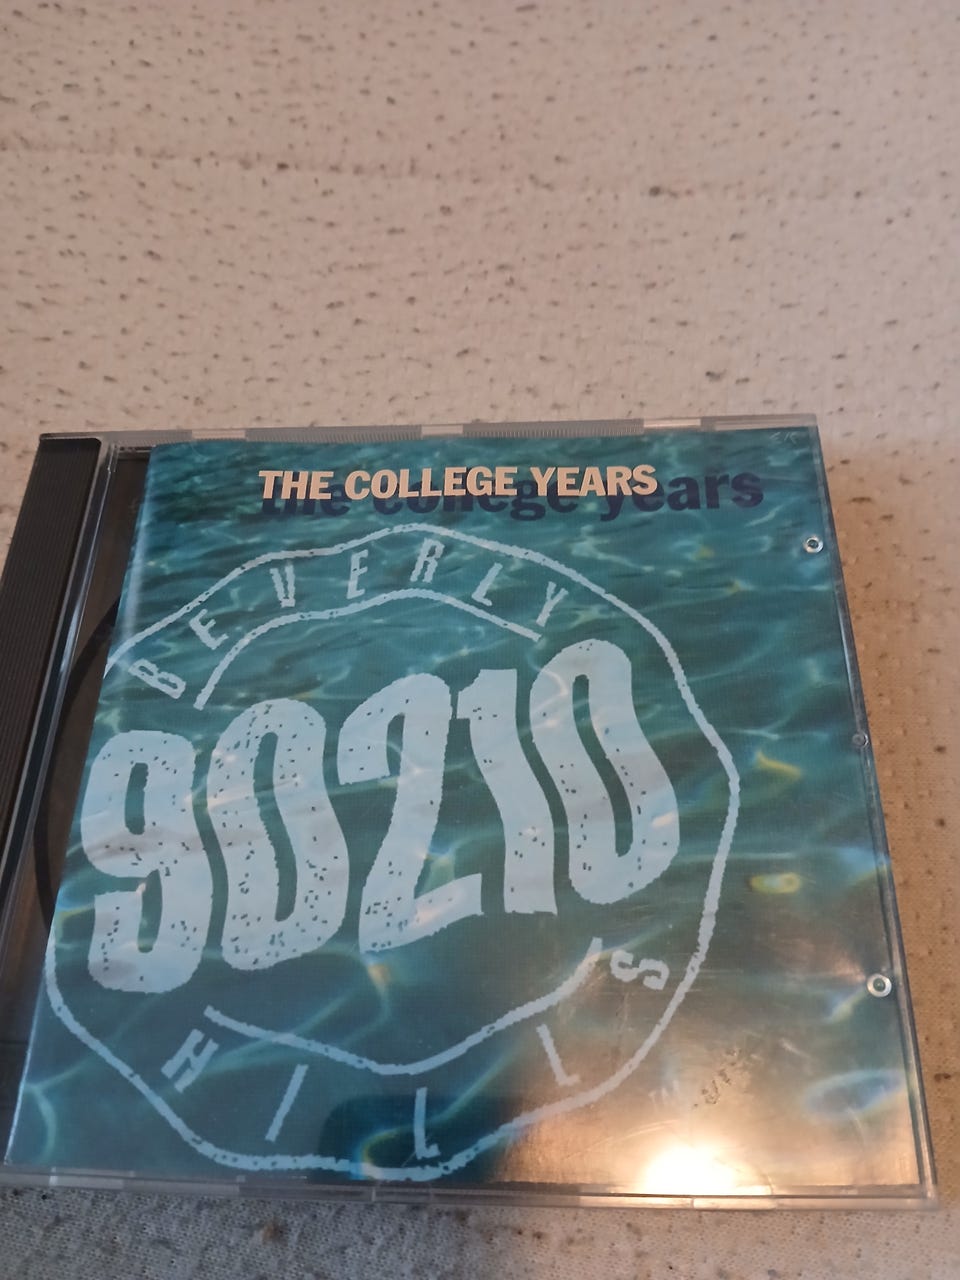 THE COLLEGE YEARS
the college years
BEVERLY
90210
HILLS